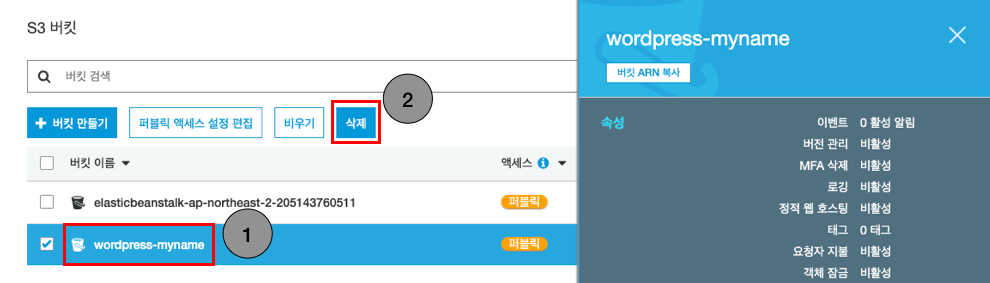 S3 버킷
버킷 검색
+ 버킷 만들기
퍼블릭 액세스 설정 편집
비우기
삭제
2
버킷 이름
액세스
elasticbeanstalk-ap-northeast-2-205143760511
퍼블릭
wordpress-myname
1
퍼블릭
wordpress-myname
버킷 ARN 복사
속성
이벤트 0 활성 알림
버전 관리 비활성
MFA 삭제 비활성
로깅 비활성
정적 웹 호스팅 비활성
태그 0 태그
요청자 지불 비활성
객체 잠금 비활성